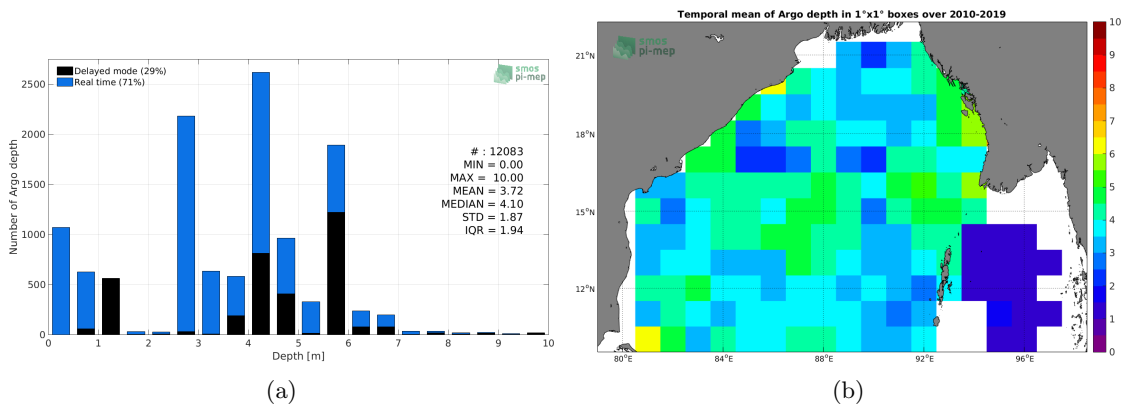 Delayed mode (29%)
Real time (71%)
smos
pi-mep
2500
2000
1500
1000
500
0
Number of Argo depth
# : 12083
MIN = 0.00
MAX = 10.00
MEAN = 3.72
MEDIAN = 4.10
STD = 1.87
IQR = 1.94
0 1 2 3 4 5 6 7 8 9 10
Depth [m]
(a)
Temporal mean of Argo depth in 1°x1° boxes over 2010-2019
smos
pi-mep
21°N
18°N
15°N
12°N
80°E 84°E 88°E 92°E 96°E
10
9
8
7
6
5
4
3
2
1
0
(b)